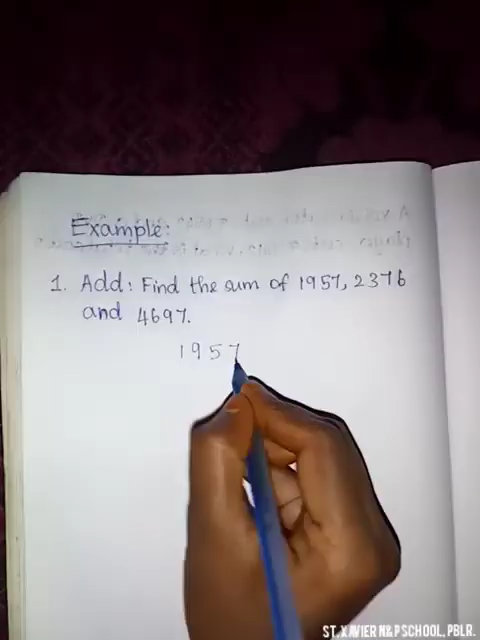 Example:
1. Add: Find the sum of 1957, 2376
and 4697.
1957
ST.XAVIER N&P SCHOOL, PBLR.